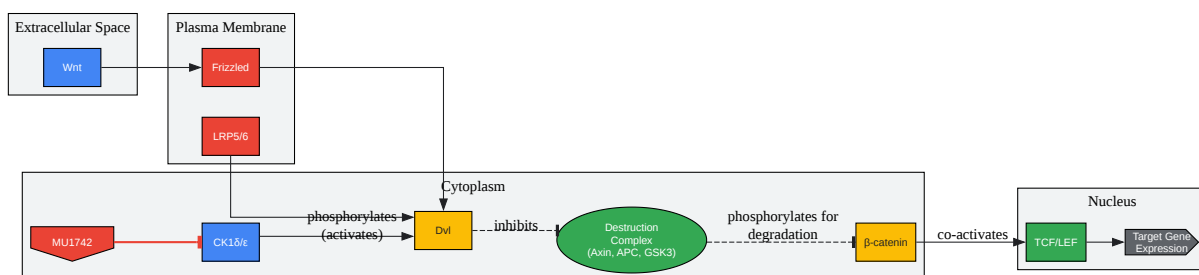 Extracellular Space
Wnt
Plasma Membrane
Frizzled
LRP5/6
Cytoplasm
MU1742
CK1δ/ε
phosphorylates
(activates)
Dvl
inhibits
Destruction
Complex
(Axin, APC, GSK3)
phosphorylates for
degradation
β-catenin
co-activates
Nucleus
TCF/LEF
Target Gene
Expression